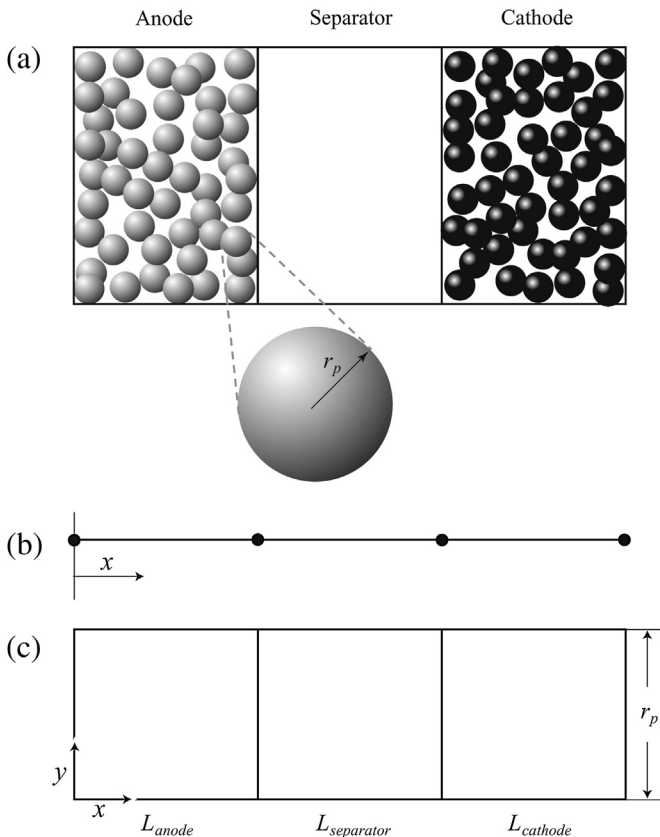 Anode Separator Cathode
(a)
r_p
(b)
x
(c)
r_p
y
x
L_anode L_separator L_cathode